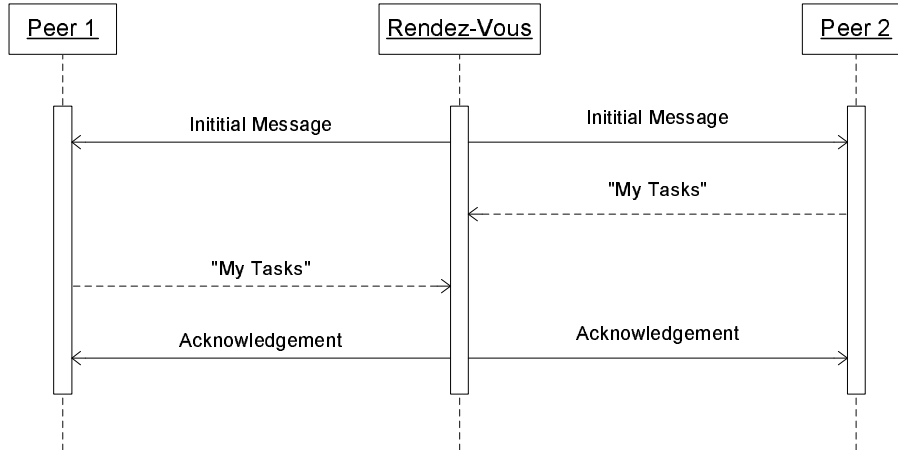 Peer 1
Rendez-Vous
Peer 2
Inititial Message
Inititial Message
"My Tasks"
"My Tasks"
Acknowledgement
Acknowledgement